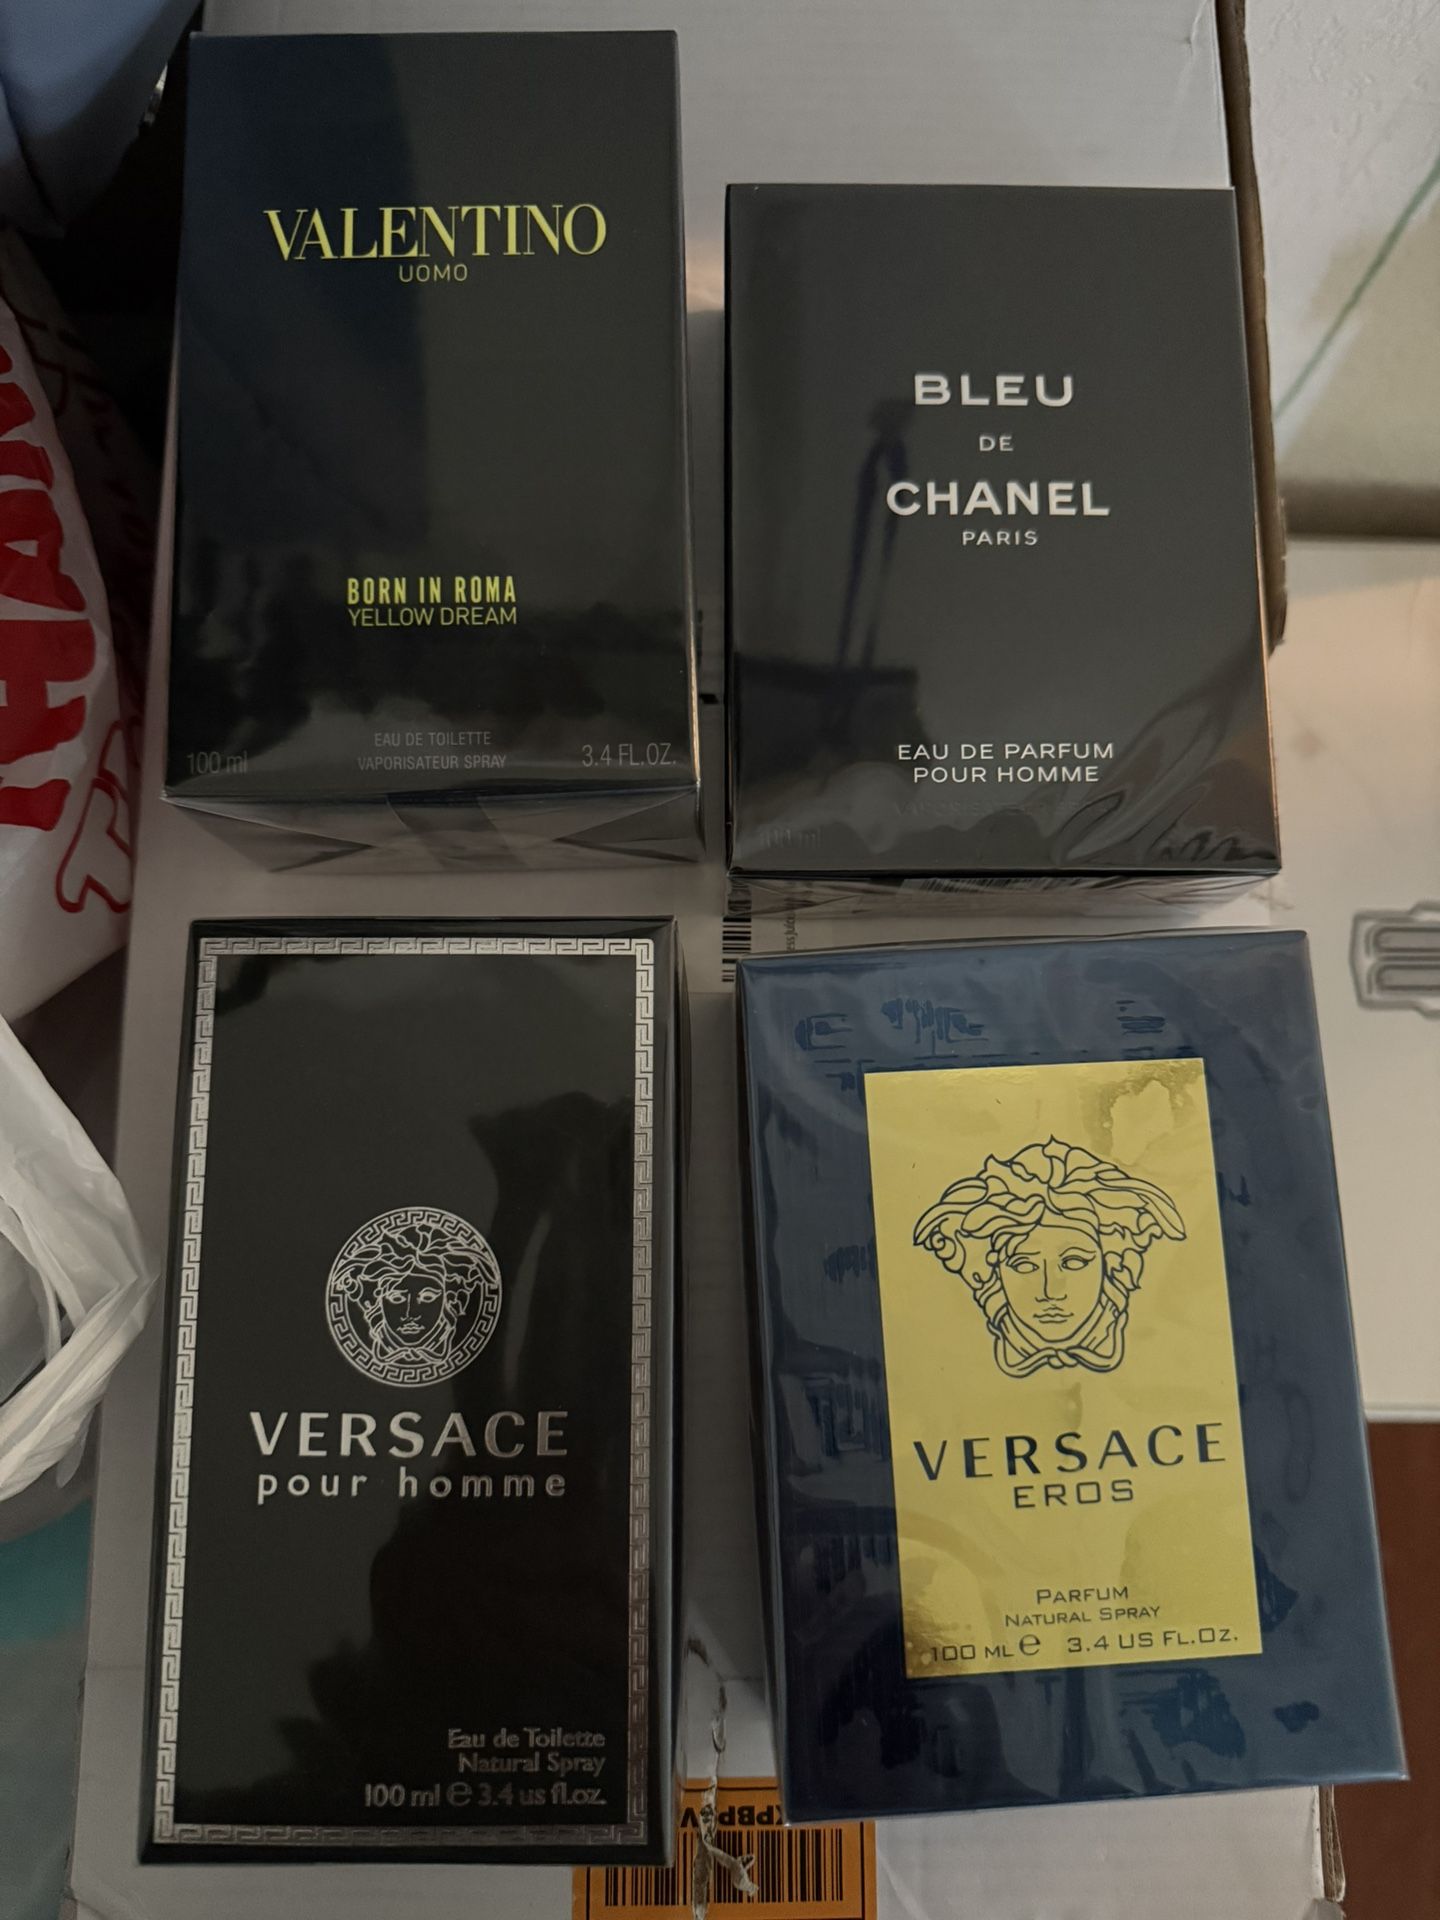 VALENTINO
UOMO
BORN IN ROMA
YELLOW DREAM
EAU DE TOILETTE
VAPORISATEUR SPRAY
100 ml
3.4 FL.OZ.
BLEU
DE
CHANEL
PARIS
EAU DE PARFUM
POUR HOMME
100 ml
VERSACE
pour homme
Eau de Toilette
Natural Spray
100 ml e 3.4 us fl.oz.
VERSACE
EROS
PARFUM
NATURAL SPRAY
100 ML e 3.4 US FL.OZ.